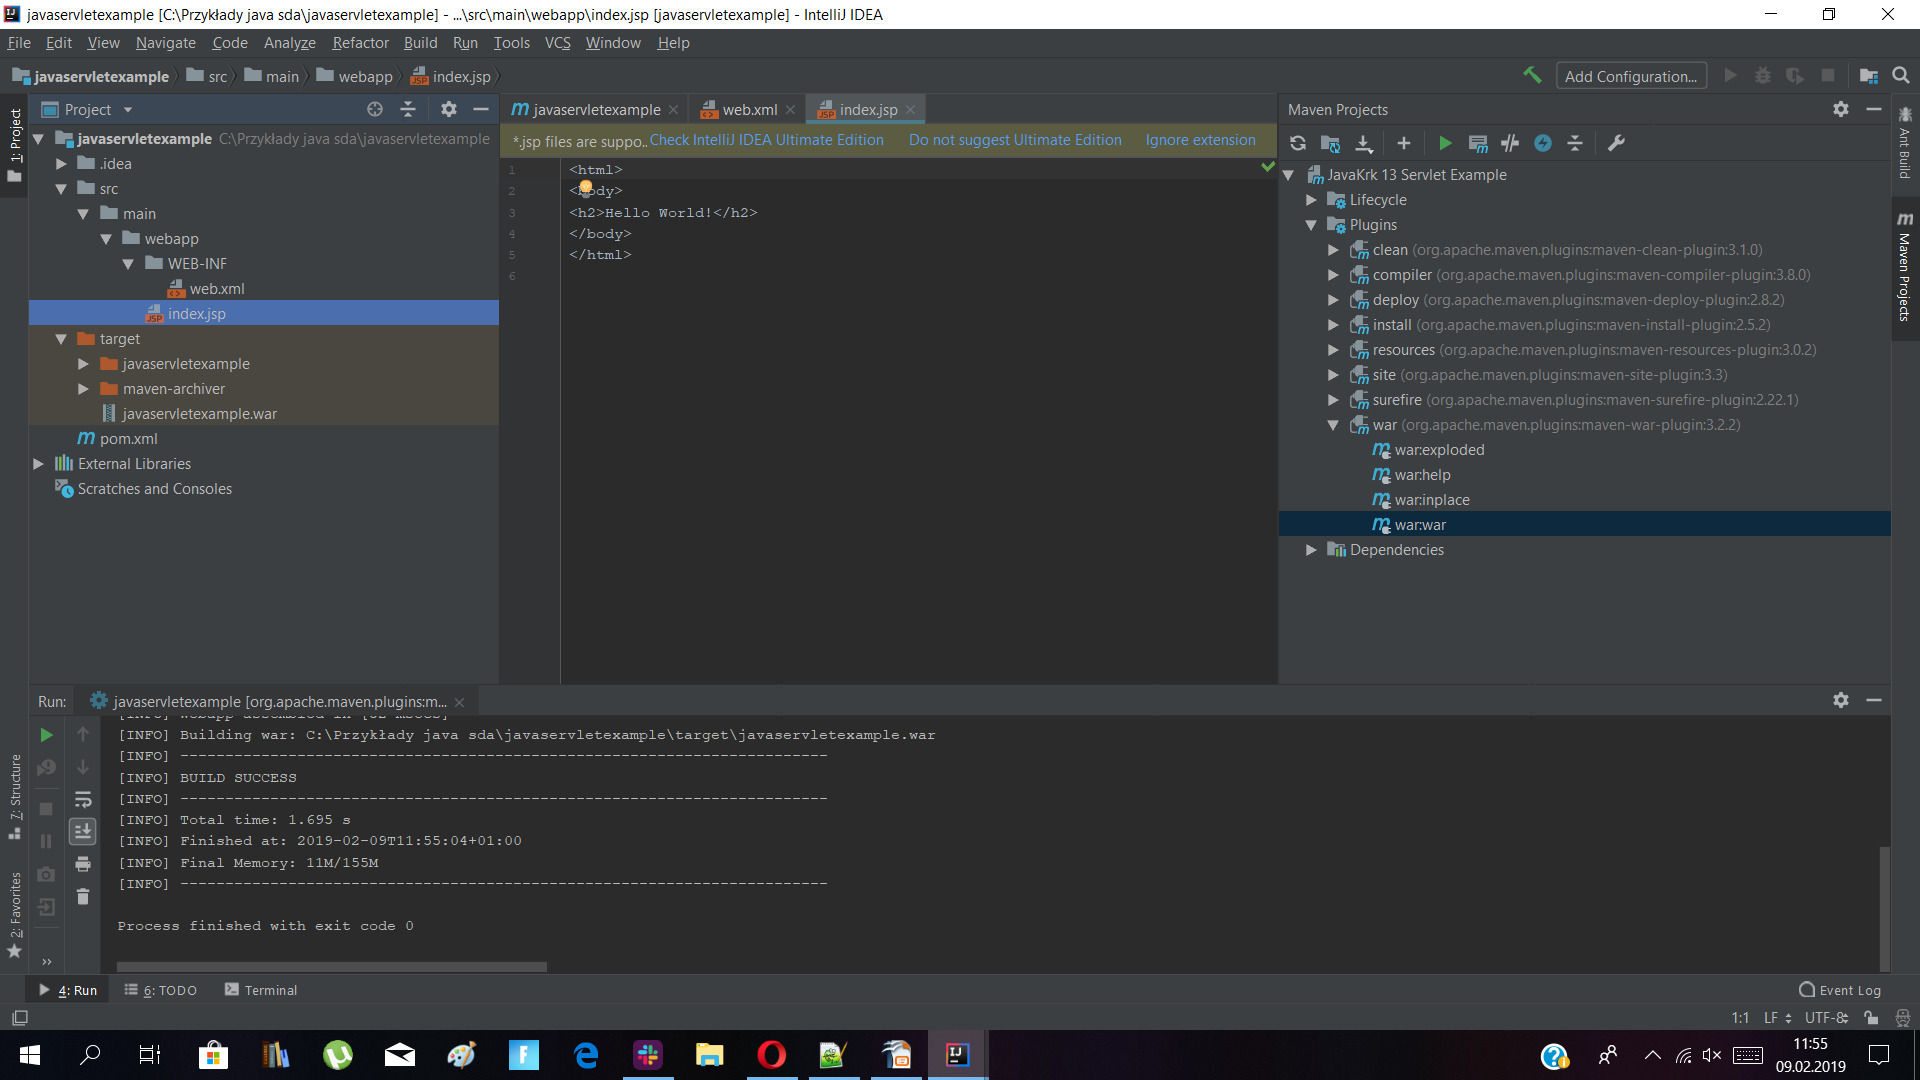 javaservletexample [C:\Przykłady java sda\javaservletexample] - ...\src\main\webapp\index.jsp [javaservletexample] - IntelliJ IDEA
File Edit View Navigate Code Analyze Refactor Build Run Tools VCS Window Help
javaservletexample src main webapp index.jsp
Add Configuration...
1: Project
7: Structure
2: Favorites
Project
javaservletexample C:\Przykłady java sda\javaservletexample
.idea
src
main
webapp
WEB-INF
web.xml
index.jsp
target
javaservletexample
maven-archiver
javaservletexample.war
pom.xml
External Libraries
Scratches and Consoles
javaservletexample web.xml index.jsp
*.jsp files are suppo.. Check IntelliJ IDEA Ultimate Edition Do not suggest Ultimate Edition Ignore extension
1 <html>
2 <body>
3 <h2>Hello World!</h2>
4 </body>
5 </html>
6
Maven Projects
JavaKrk 13 Servlet Example
Lifecycle
Plugins
clean (org.apache.maven.plugins:maven-clean-plugin:3.1.0)
compiler (org.apache.maven.plugins:maven-compiler-plugin:3.8.0)
deploy (org.apache.maven.plugins:maven-deploy-plugin:2.8.2)
install (org.apache.maven.plugins:maven-install-plugin:2.5.2)
resources (org.apache.maven.plugins:maven-resources-plugin:3.0.2)
site (org.apache.maven.plugins:maven-site-plugin:3.3)
surefire (org.apache.maven.plugins:maven-surefire-plugin:2.22.1)
war (org.apache.maven.plugins:maven-war-plugin:3.2.2)
war:exploded
war:help
war:inplace
war:war
Dependencies
Ant Build
Maven Projects
Run: javaservletexample [org.apache.maven.plugins:m...
[INFO] Webapp assembled in
[INFO] Building war: C:\Przykłady java sda\javaservletexample\target\javaservletexample.war
[INFO] ------------------------------------------------------------------------
[INFO] BUILD SUCCESS
[INFO] ------------------------------------------------------------------------
[INFO] Total time: 1.695 s
[INFO] Finished at: 2019-02-09T11:55:04+01:00
[INFO] Final Memory: 11M/155M
[INFO] ------------------------------------------------------------------------
Process finished with exit code 0
4: Run 6: TODO Terminal Event Log
1:1 LF UTF-8
11:55
09.02.2019